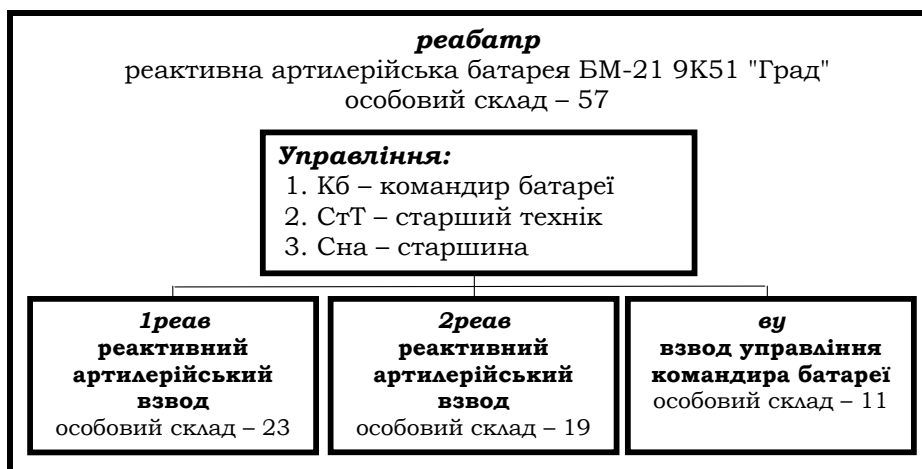 реабатр
реактивна артилерійська батарея БМ-21 9К51 "Град"
особовий склад – 57
Управління:
1. Кб – командир батареї
2. СтТ – старший технік
3. Сна – старшина
1реав
реактивний
артилерійський
взвод
особовий склад – 23
2реав
реактивний
артилерійський
взвод
особовий склад – 19
ву
взвод управління
командира батареї
особовий склад – 11